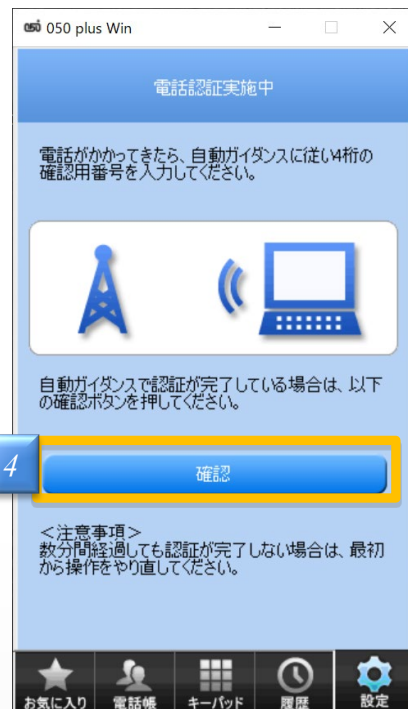 050 plus Win
電話認証実施中
電話がかかってきたら、自動ガイダンスに従い4桁の
確認用番号を入力してください。
自動ガイダンスで認証が完了している場合は、以下
の確認ボタンを押してください。
4
確認
＜注意事項＞
数分間経過しても認証が完了しない場合は、最初
から操作をやり直してください。
お気に入り 電話帳 キーパッド 履歴 設定